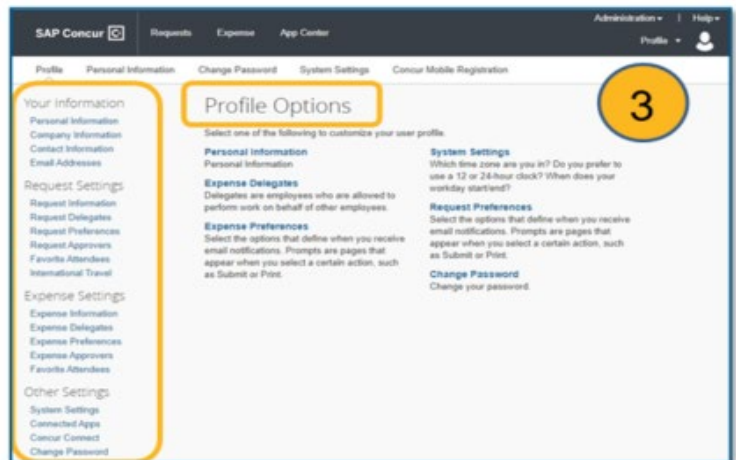 Administration | Help
SAP Concur C Requests Expense App Center
Profile
Profile Personal Information Change Password System Settings Concur Mobile Registration
3
Your Information
Personal Information
Company Information
Contact Information
Email Addresses
Request Settings
Request Information
Request Delegates
Request Preferences
Request Approvers
Favorite Attendees
International Travel
Expense Settings
Expense Information
Expense Delegates
Expense Preferences
Expense Approvers
Favorite Attendees
Other Settings
System Settings
Connected Apps
Concur Connect
Change Password
Profile Options
Select one of the following to customize your user profile.
Personal Information
Personal Information
Expense Delegates
Delegates are employees who are allowed to
perform work on behalf of other employees.
Expense Preferences
Select the options that define when you receive
email notifications. Prompts are pages that
appear when you select a certain action, such
as Submit or Print.
System Settings
Which time zone are you in? Do you prefer to
use a 12 or 24-hour clock? When does your
workday start/end?
Request Preferences
Select the options that define when you receive
email notifications. Prompts are pages that
appear when you select a certain action, such
as Submit or Print.
Change Password
Change your password.